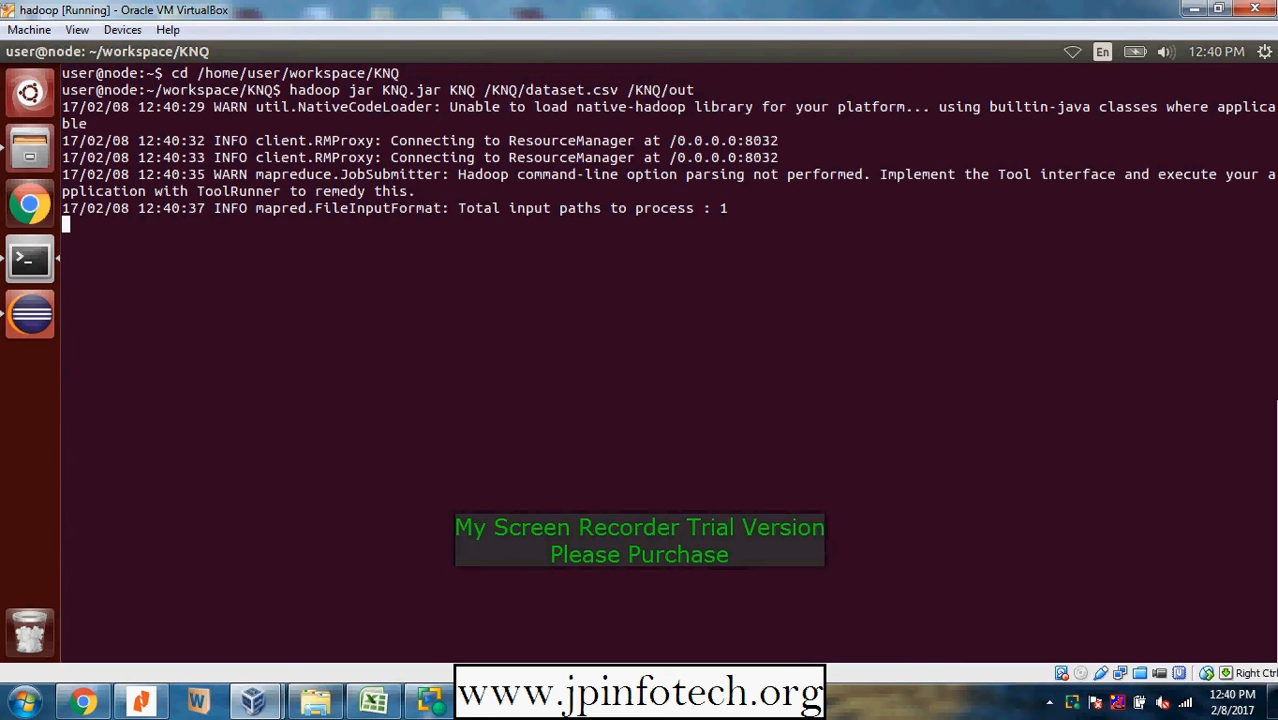 hadoop [Running] - Oracle VM VirtualBox
Machine View Devices Help
user@node: ~/workspace/KNQ
En
12:40 PM
user@node:~$ cd /home/user/workspace/KNQ
user@node:~/workspace/KNQ$ hadoop jar KNQ.jar KNQ /KNQ/dataset.csv /KNQ/out
17/02/08 12:40:29 WARN util.NativeCodeLoader: Unable to load native-hadoop library for your platform... using builtin-java classes where applica
ble
17/02/08 12:40:32 INFO client.RMProxy: Connecting to ResourceManager at /0.0.0.0:8032
17/02/08 12:40:33 INFO client.RMProxy: Connecting to ResourceManager at /0.0.0.0:8032
17/02/08 12:40:35 WARN mapreduce.JobSubmitter: Hadoop command-line option parsing not performed. Implement the Tool interface and execute your a
pplication with ToolRunner to remedy this.
17/02/08 12:40:37 INFO mapred.FileInputFormat: Total input paths to process : 1
My Screen Recorder Trial Version
Please Purchase
Right Ctrl
www.jpinfotech.org
12:40 PM
2/8/2017